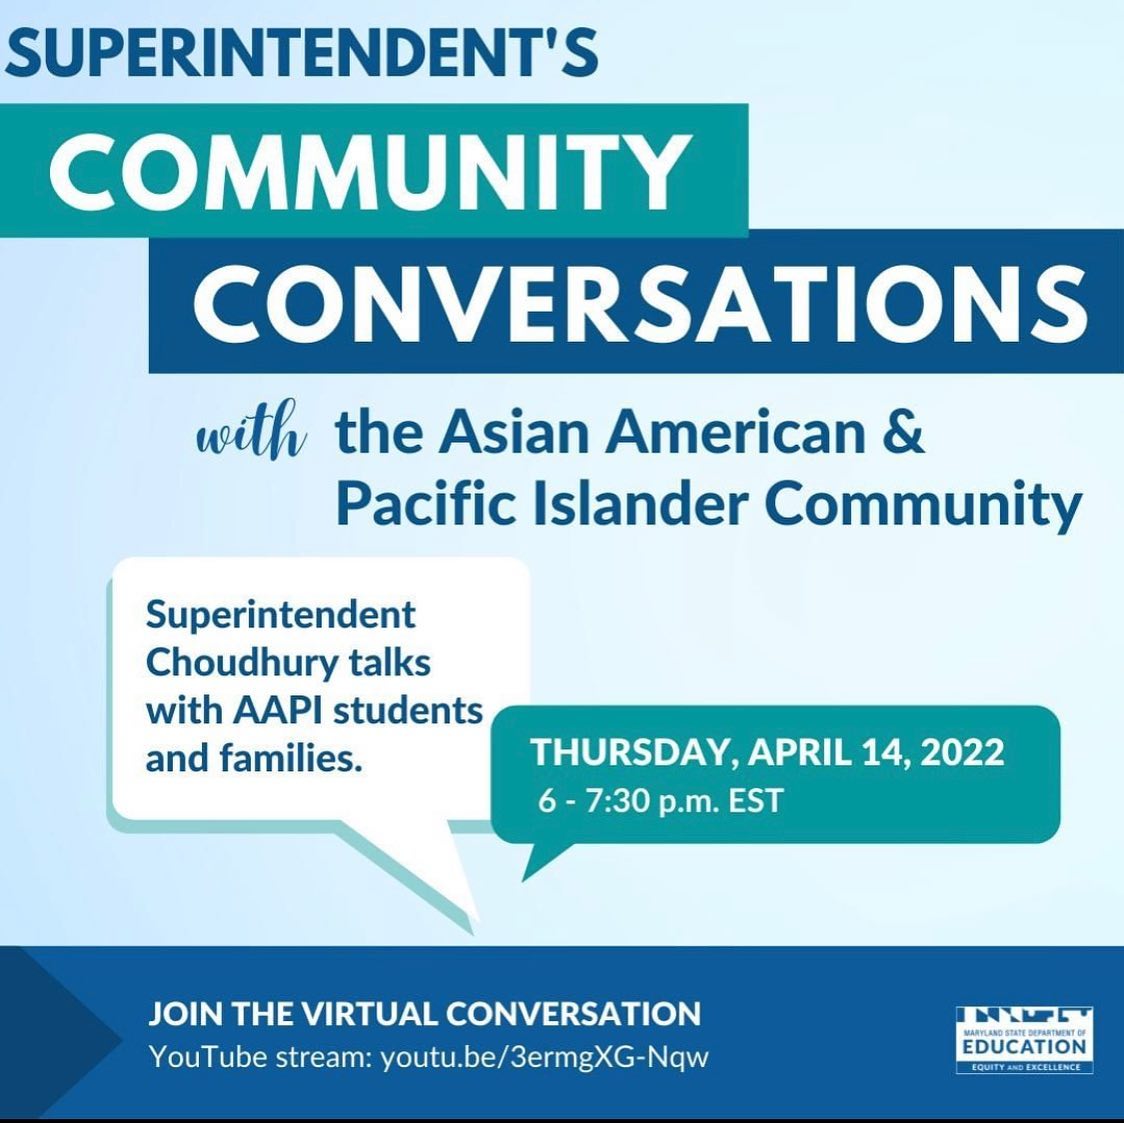 SUPERINTENDENT'S
COMMUNITY
CONVERSATIONS
with the Asian American &
Pacific Islander Community
Superintendent
Choudhury talks
with AAPI students
and families.
THURSDAY, APRIL 14, 2022
6 - 7:30 p.m. EST
JOIN THE VIRTUAL CONVERSATION
YouTube stream: youtu.be/3ermgXG-Nqw
MARYLAND STATE DEPARTMENT OF
EDUCATION
EQUITY AND EXCELLENCE